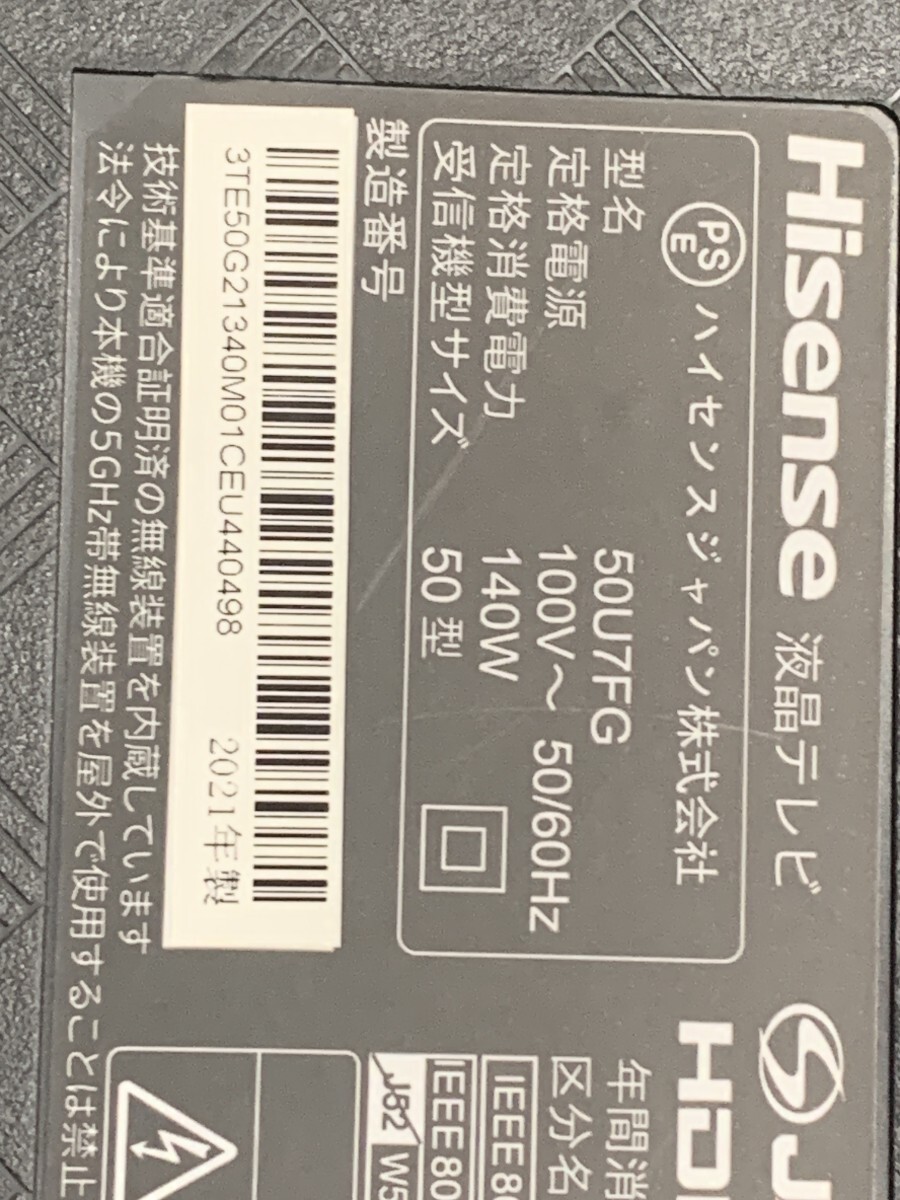 Hisense 液晶テレビ
PSE ハイセンスジャパン株式会社
型名 50U7FG
定格電源 100V～ 50/60Hz
定格消費電力 140W
受信機型サイズ 50型
製造番号
3TE50G21340M01CEU440498 2021年製
技術基準適合証明済の無線装置を内蔵しています
法令により本機の5GHz帯無線装置を屋外で使用することは禁止
年間消
区分名
IEEE 80
IEEE 80
J52 W5